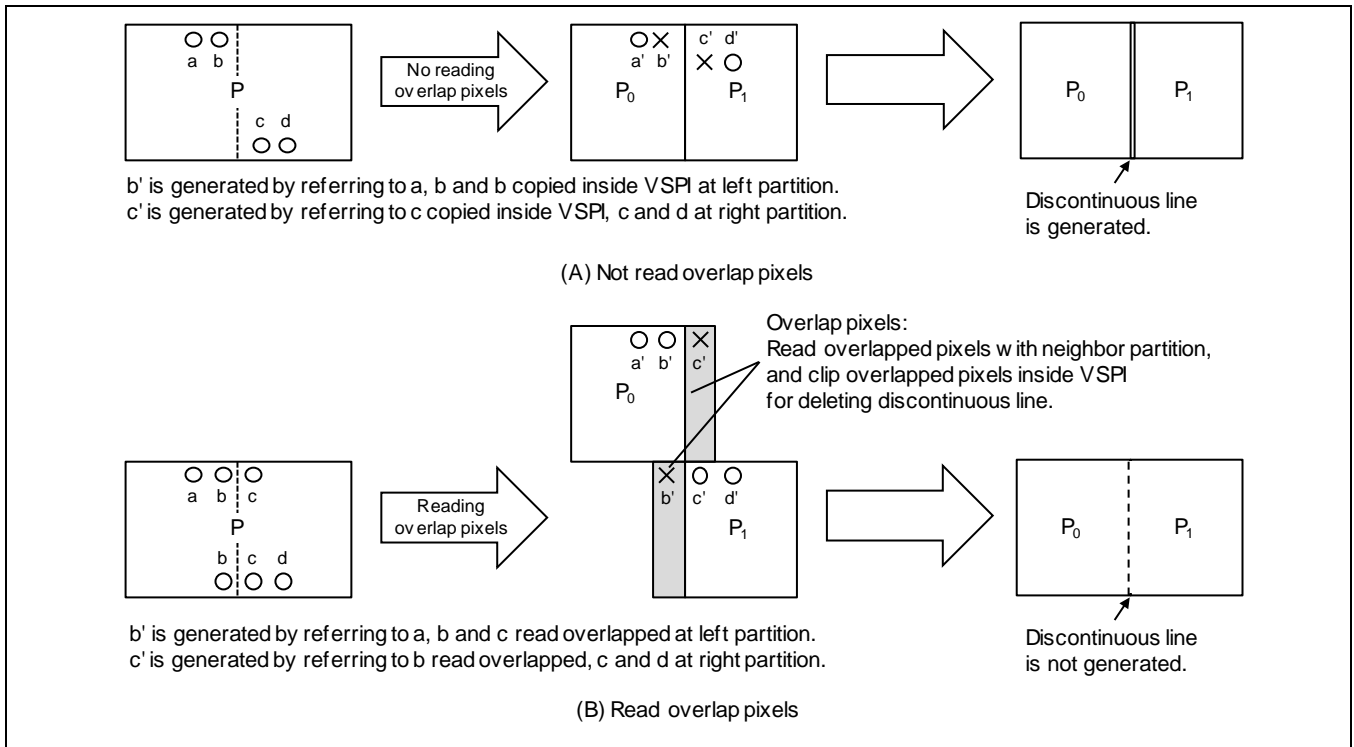 a b
P
c d
No reading
overlap pixels
a' b'
c' d'
P0
P1
P0
P1
b' is generated by referring to a, b and b copied inside VSPI at left partition.
c' is generated by referring to c copied inside VSPI, c and d at right partition.
Discontinuous line
is generated.
(A) Not read overlap pixels
a' b' c'
P0
Overlap pixels:
Read overlapped pixels with neighbor partition,
and clip overlapped pixels inside VSPI
for deleting discontinuous line.
a b c
P
b c d
Reading
overlap pixels
b' c' d'
P1
P0
P1
b' is generated by referring to a, b and c read overlapped at left partition.
c' is generated by referring to b read overlapped, c and d at right partition.
Discontinuous line
is not generated.
(B) Read overlap pixels